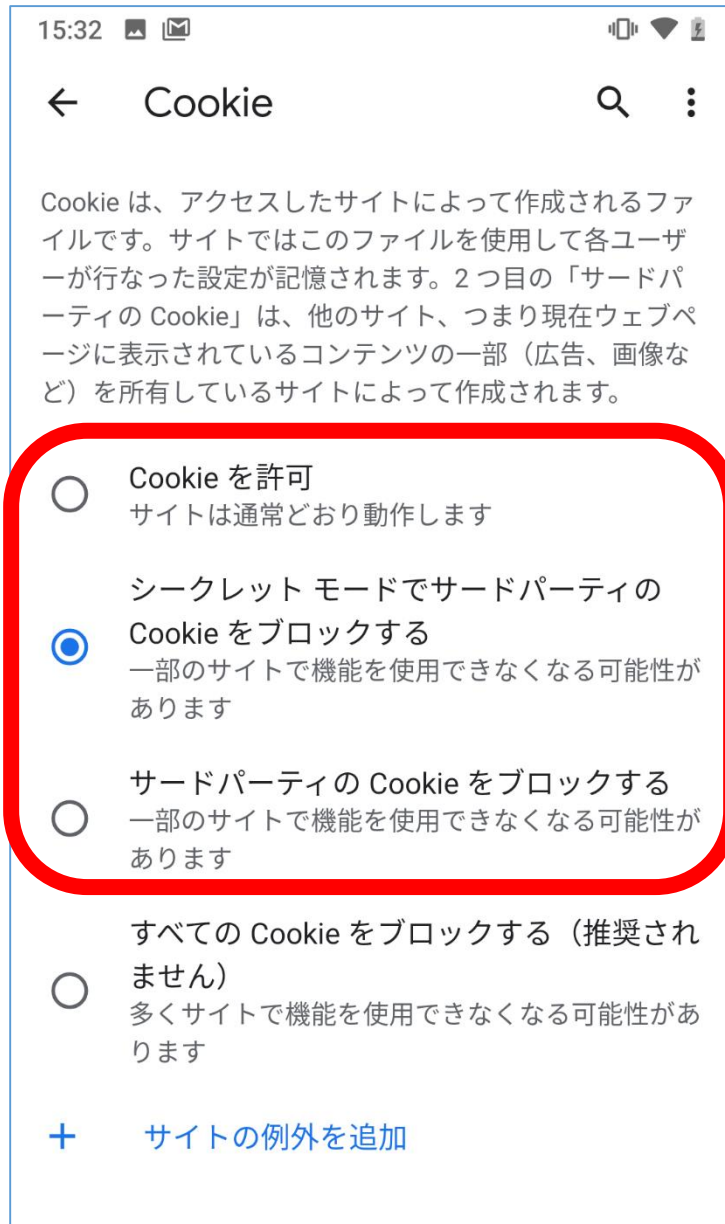 15:32
Cookie
Cookie は、アクセスしたサイトによって作成されるファ
イルです。サイトではこのファイルを使用して各ユーザ
ーが行なった設定が記憶されます。2 つ目の「サードパ
ーティの Cookie」は、他のサイト、つまり現在ウェブペ
ージに表示されているコンテンツの一部（広告、画像な
ど）を所有しているサイトによって作成されます。
Cookie を許可
サイトは通常どおり動作します
シークレット モードでサードパーティの
Cookie をブロックする
一部のサイトで機能を使用できなくなる可能性が
あります
サードパーティの Cookie をブロックする
一部のサイトで機能を使用できなくなる可能性が
あります
すべての Cookie をブロックする（推奨され
ません）
多くサイトで機能を使用できなくなる可能性があ
ります
+ サイトの例外を追加